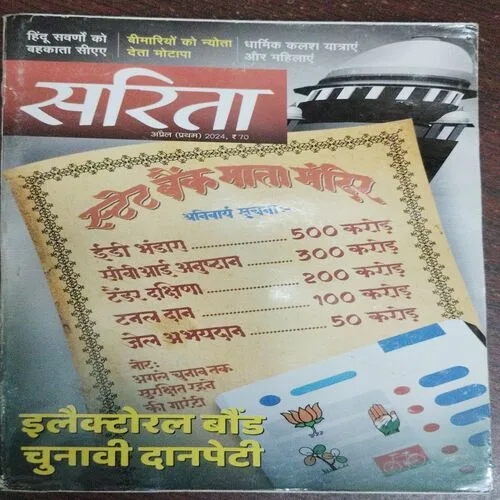 हिंदू सवर्णों को
बहकाता सीएए
बीमारियों को न्योता
देता मोटापा
धार्मिक कलश यात्राएं
और महिलाएं
सरिता
अप्रैल (प्रथम) 2024, ₹ 70
स्टेट बैंक माता मंदिर
अनिवार्य सूचना :-
ईडी भंडारा .................... 500 करोड़
सीबीआई अनुष्ठान .............. 300 करोड़
टेंडर दक्षिणा .................... 200 करोड़
टनल दान .................... 100 करोड़
जेल अभयदान .................... 50 करोड़
नोट:
अगले चुनाव तक
सुरक्षित रहने
की गारंटी
इलैक्टोरल बौंड
चुनावी दानपेटी